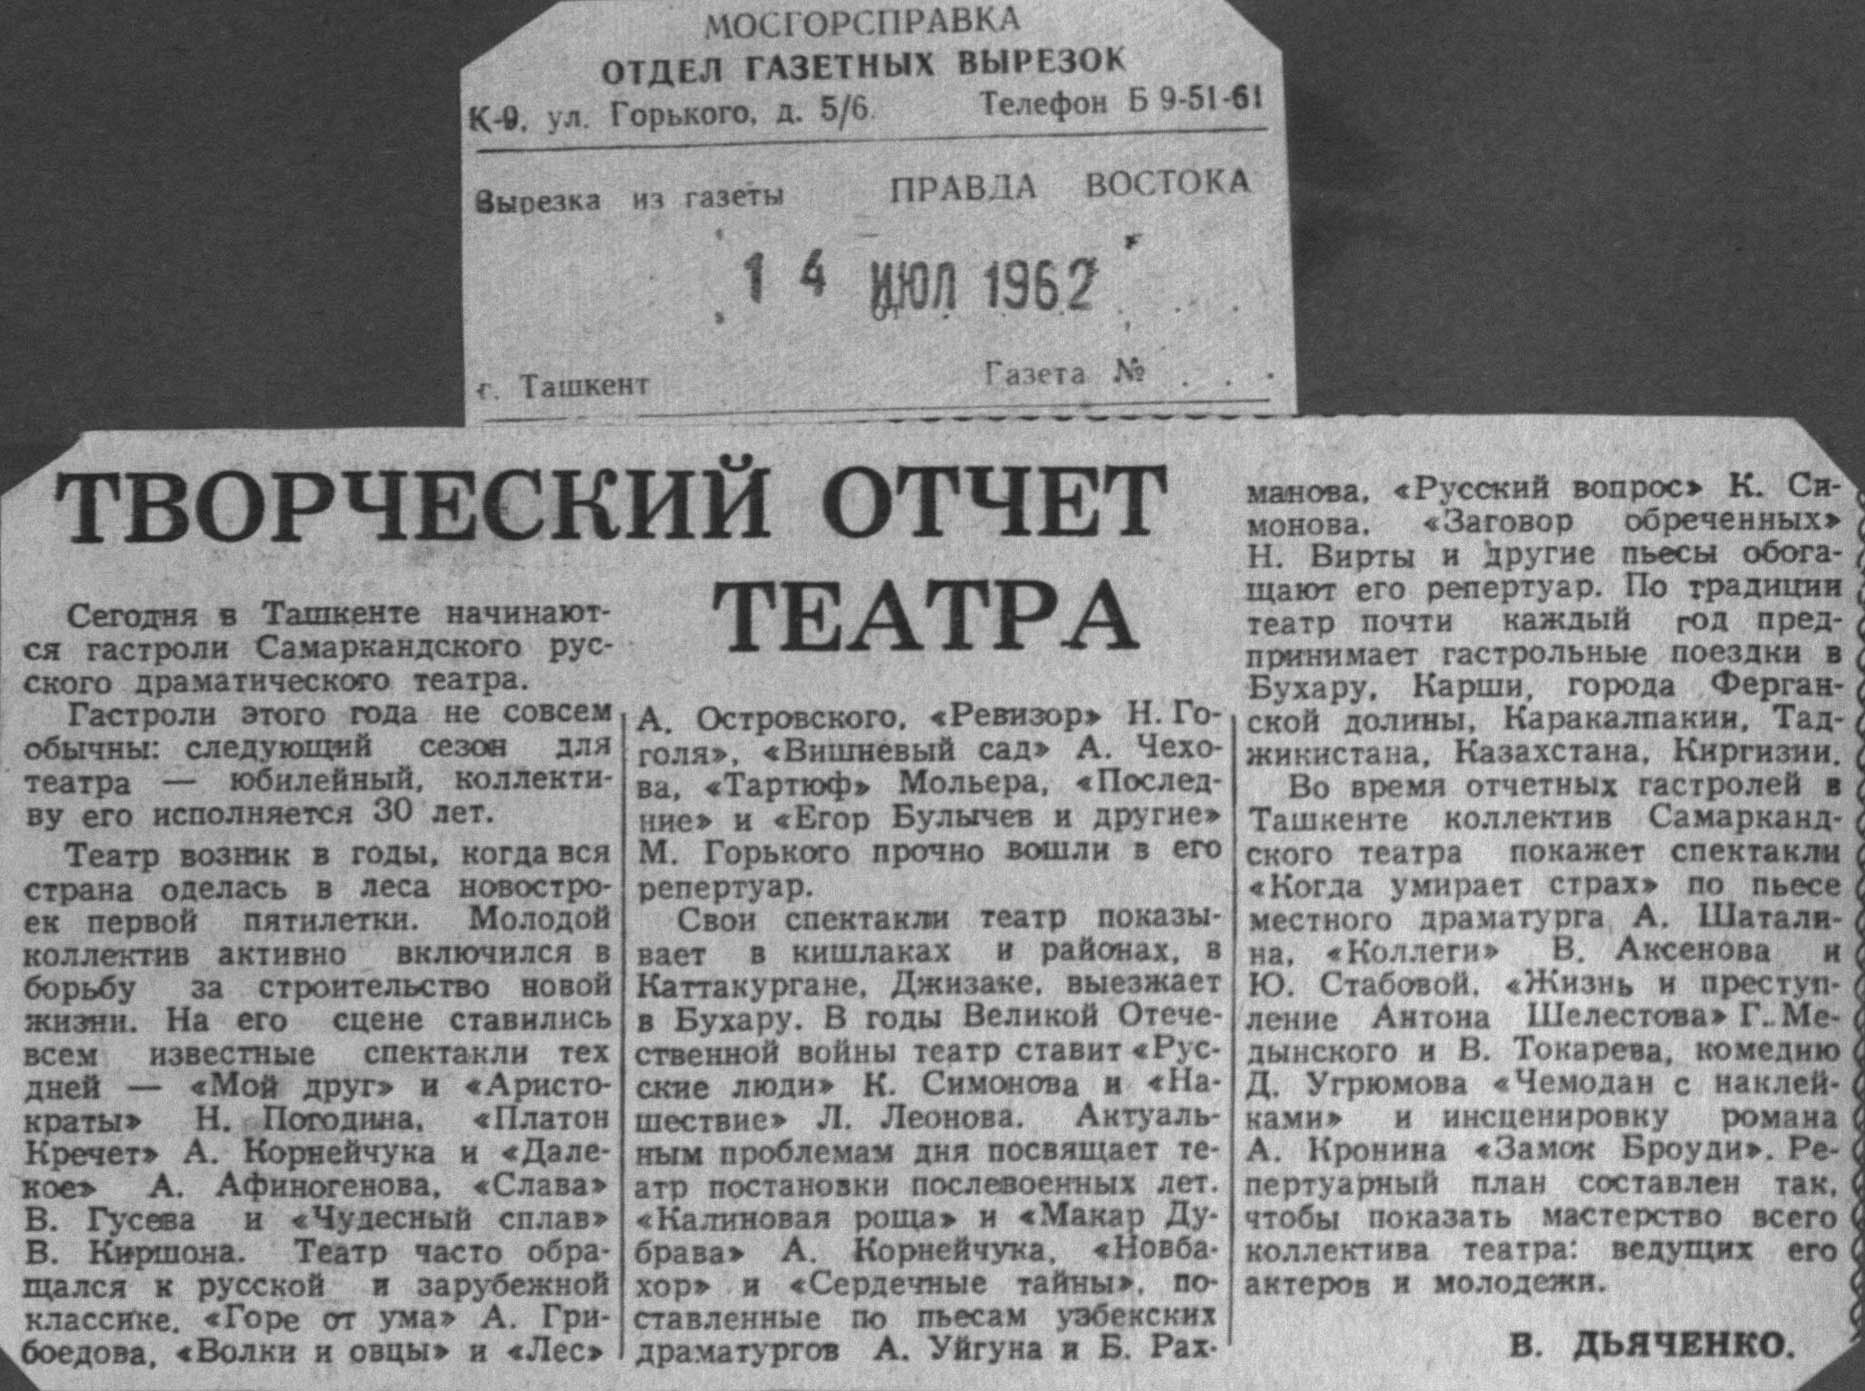 МОСГОРСПРАВКА
ОТДЕЛ ГАЗЕТНЫХ ВЫРЕЗОК
К-9, ул. Горького, д. 5/6. Телефон Б 9-51-61
Вырезка из газеты ПРАВДА ВОСТОКА
14 ИЮЛ 1962
от . . . .
г. Ташкент Газета № . . .
ТВОРЧЕСКИЙ ОТЧЕТ
ТЕАТРА
Сегодня в Ташкенте начинают-
ся гастроли Самаркандского рус-
ского драматического театра.
Гастроли этого года не совсем
обычны: следующий сезон для
театра — юбилейный, коллекти-
ву его исполняется 30 лет.
Театр возник в годы, когда вся
страна оделась в леса новостро-
ек первой пятилетки. Молодой
коллектив активно включился в
борьбу за строительство новой
жизни. На его сцене ставились
всем известные спектакли тех
дней — «Мой друг» и «Аристо-
краты» Н. Погодина, «Платон
Кречет» А. Корнейчука и «Дале-
кое» А. Афиногенова, «Слава»
В. Гусева и «Чудесный сплав»
В. Киршона. Театр часто обра-
щался к русской и зарубежной
классике. «Горе от ума» А. Гри-
боедова, «Волки и овцы» и «Лес»
А. Островского, «Ревизор» Н. Го-
голя», «Вишневый сад» А. Чехо-
ва, «Тартюф» Мольера, «Послед-
ние» и «Егор Булычев и другие»
М. Горького прочно вошли в его
репертуар.
Свои спектакли театр показы-
вает в кишлаках и районах, в
Каттакургане, Джизаке, выезжает
в Бухару. В годы Великой Отече-
ственной войны театр ставит «Рус-
ские люди» К. Симонова и «На-
шествие» Л. Леонова. Актуаль-
ным проблемам дня посвящает те-
атр постановки послевоенных лет.
«Калиновая роща» и «Макар Ду-
брава» А. Корнейчука, «Новба-
хор» и «Сердечные тайны», по-
ставленные по пьесам узбекских
драматургов А. Уйгуна и Б. Рах-
манова, «Русский вопрос» К. Си-
монова, «Заговор обреченных»
Н. Вирты и другие пьесы обога-
щают его репертуар. По традиции
театр почти каждый год пред-
принимает гастрольные поездки в
Бухару, Карши, города Ферган-
ской долины, Каракалпакии, Тад-
жикистана, Казахстана, Киргизии.
Во время отчетных гастролей в
Ташкенте коллектив Самарканд-
ского театра покажет спектакли
«Когда умирает страх» по пьесе
местного драматурга А. Шатали-
на, «Коллеги» В. Аксенова и
Ю. Стабовой, «Жизнь и преступ-
ление Антона Шелестова» Г. Ме-
дынского и В. Токарева, комедию
Д. Угрюмова «Чемодан с наклей-
ками» и инсценировку романа
А. Кронина «Замок Броуди». Ре-
пертуарный план составлен так,
чтобы показать мастерство всего
коллектива театра: ведущих его
актеров и молодежи.
В. ДЬЯЧЕНКО.